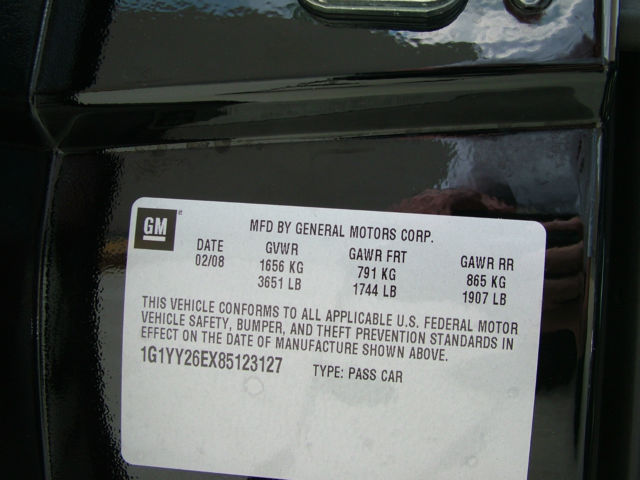 GM
MFD BY GENERAL MOTORS CORP.
DATE GVWR GAWR FRT GAWR RR
02/08 1656 KG 791 KG 865 KG
3651 LB 1744 LB 1907 LB
THIS VEHICLE CONFORMS TO ALL APPLICABLE U.S. FEDERAL MOTOR
VEHICLE SAFETY, BUMPER, AND THEFT PREVENTION STANDARDS IN
EFFECT ON THE DATE OF MANUFACTURE SHOWN ABOVE.
1G1YY26EX85123127 TYPE: PASS CAR